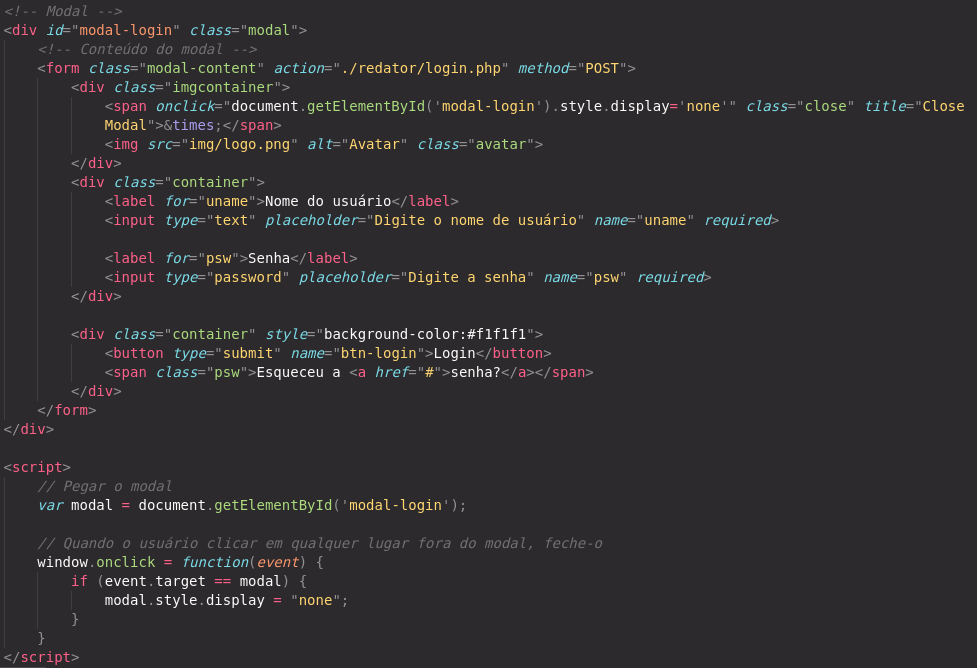 <!-- Modal -->
<div id="modal-login" class="modal">
    <!-- Conteúdo do modal -->
    <form class="modal-content" action="./redator/login.php" method="POST">
        <div class="imgcontainer">
            <span onclick="document.getElementById('modal-login').style.display='none'" class="close" title="Close
            Modal">&times;</span>
            <img src="img/logo.png" alt="Avatar" class="avatar">
        </div>
        <div class="container">
            <label for="uname">Nome do usuário</label>
            <input type="text" placeholder="Digite o nome de usuário" name="uname" required>

            <label for="psw">Senha</label>
            <input type="password" placeholder="Digite a senha" name="psw" required>
        </div>

        <div class="container" style="background-color:#f1f1f1">
            <button type="submit" name="btn-login">Login</button>
            <span class="psw">Esqueceu a <a href="#">senha?</a></span>
        </div>
    </form>
</div>

<script>
    // Pegar o modal
    var modal = document.getElementById('modal-login');

    // Quando o usuário clicar em qualquer lugar fora do modal, feche-o
    window.onclick = function(event) {
        if (event.target == modal) {
            modal.style.display = "none";
        }
    }
</script>